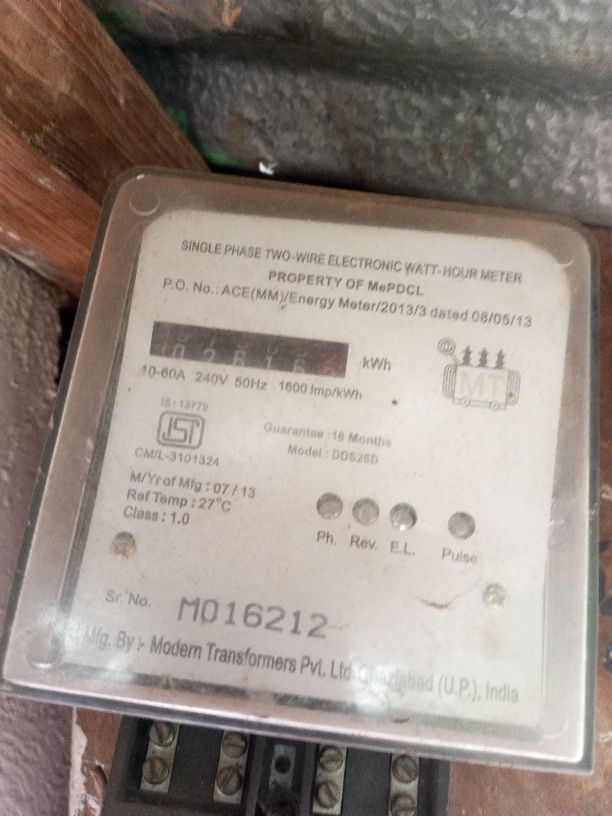 SINGLE PHASE TWO-WIRE ELECTRONIC WATT-HOUR METER
PROPERTY OF MePDCL
P.O. No.: ACE(MM)/Energy Meter/2013/3 dated 08/05/13
kWh
10-60A 240V 50Hz 1600 Imp/kWh
MT
IS : 13779
ISI
CM/L-3101324
Guarantee :18 Months
Model : DDS26D
M/Yr of Mfg : 07 / 13
Ref Temp : 27°C
Class : 1.0
Ph. Rev. E.L. Pulse
Sr. No. M016212
Mfg. By :- Modern Transformers Pvt. Ltd. Ghaziabad (U.P.), India